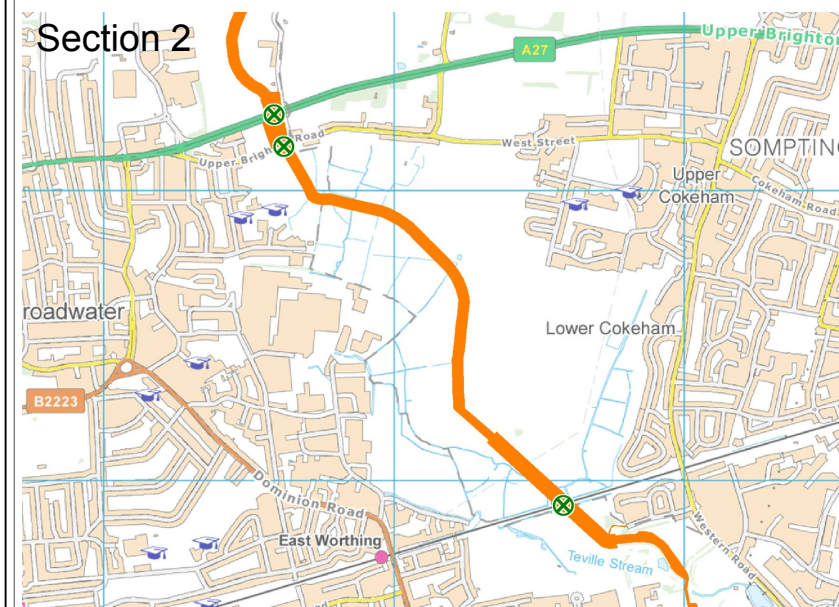 Section 2
Upper Brighton
A27
Upper Brighton Road
West Street
SOMPTING
Upper
Cokeham
Cokeham Road
roadwater
Lower Cokeham
B2223
Dominion Road
East Worthing
Teville Stream
Western Road